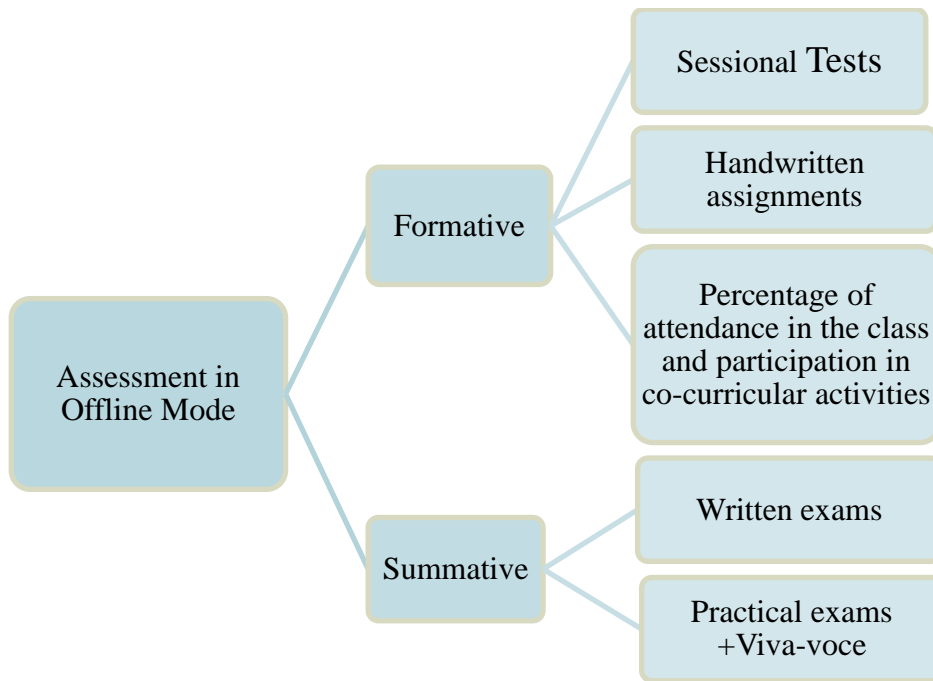 Assessment in
Offline Mode
Formative
Sessional Tests
Handwritten
assignments
Percentage of
attendance in the class
and participation in
co-curricular activities
Summative
Written exams
Practical exams
+Viva-voce